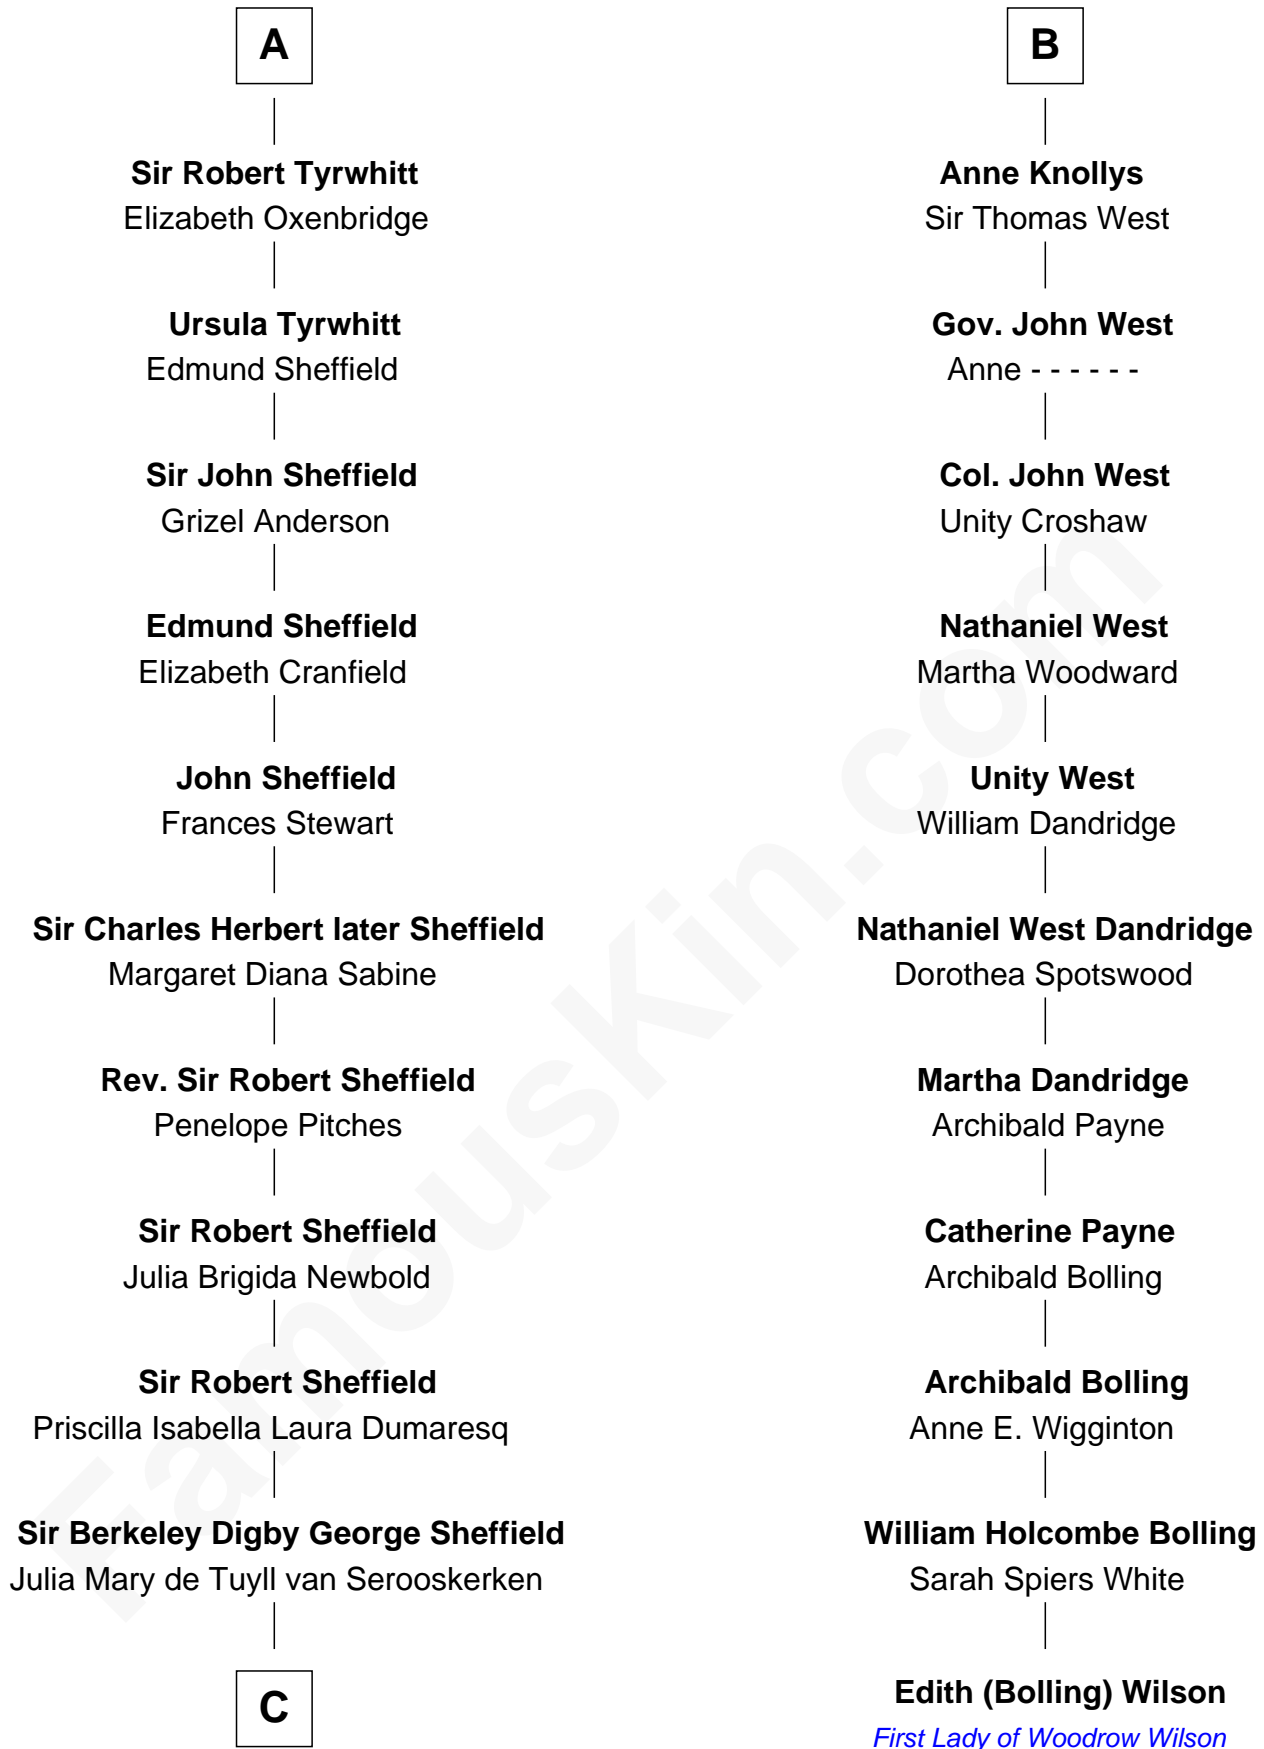 A
Sir Robert Tyrwhitt
Elizabeth Oxenbridge
Ursula Tyrwhitt
Edmund Sheffield
Sir John Sheffield
Grizel Anderson
Edmund Sheffield
Elizabeth Cranfield
John Sheffield
Frances Stewart
Sir Charles Herbert later Sheffield
Margaret Diana Sabine
Rev. Sir Robert Sheffield
Penelope Pitches
Sir Robert Sheffield
Julia Brigida Newbold
Sir Robert Sheffield
Priscilla Isabella Laura Dumaresq
Sir Berkeley Digby George Sheffield
Julia Mary de Tuyll van Serooskerken
C
B
Anne Knollys
Sir Thomas West
Gov. John West
Anne - - - - - -
Col. John West
Unity Croshaw
Nathaniel West
Martha Woodward
Unity West
William Dandridge
Nathaniel West Dandridge
Dorothea Spotswood
Martha Dandridge
Archibald Payne
Catherine Payne
Archibald Bolling
Archibald Bolling
Anne E. Wigginton
William Holcombe Bolling
Sarah Spiers White
Edith (Bolling) Wilson
First Lady of Woodrow Wilson
FamousKin.com